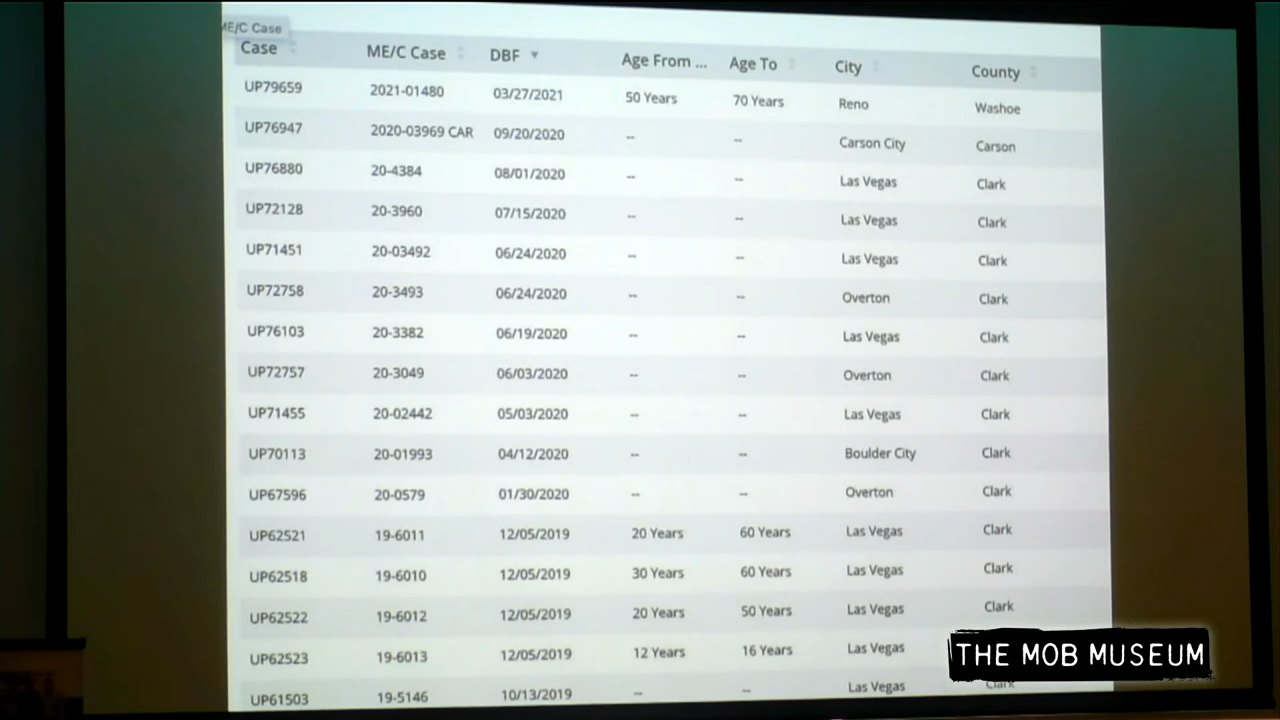 ME/C Case
Case ME/C Case DBF Age From ... Age To City County
UP79659 2021-01480 03/27/2021 50 Years 70 Years Reno Washoe
UP76947 2020-03969 CAR 09/20/2020 -- -- Carson City Carson
UP76880 20-4384 08/01/2020 -- -- Las Vegas Clark
UP72128 20-3960 07/15/2020 -- -- Las Vegas Clark
UP71451 20-03492 06/24/2020 -- -- Las Vegas Clark
UP72758 20-3493 06/24/2020 -- -- Overton Clark
UP76103 20-3382 06/19/2020 -- -- Las Vegas Clark
UP72757 20-3049 06/03/2020 -- -- Overton Clark
UP71455 20-02442 05/03/2020 -- -- Las Vegas Clark
UP70113 20-01993 04/12/2020 -- -- Boulder City Clark
UP67596 20-0579 01/30/2020 -- -- Overton Clark
UP62521 19-6011 12/05/2019 20 Years 60 Years Las Vegas Clark
UP62518 19-6010 12/05/2019 30 Years 60 Years Las Vegas Clark
UP62522 19-6012 12/05/2019 20 Years 50 Years Las Vegas Clark
UP62523 19-6013 12/05/2019 12 Years 16 Years Las Vegas
UP61503 19-5146 10/13/2019 -- -- Las Vegas Clark
THE MOB MUSEUM